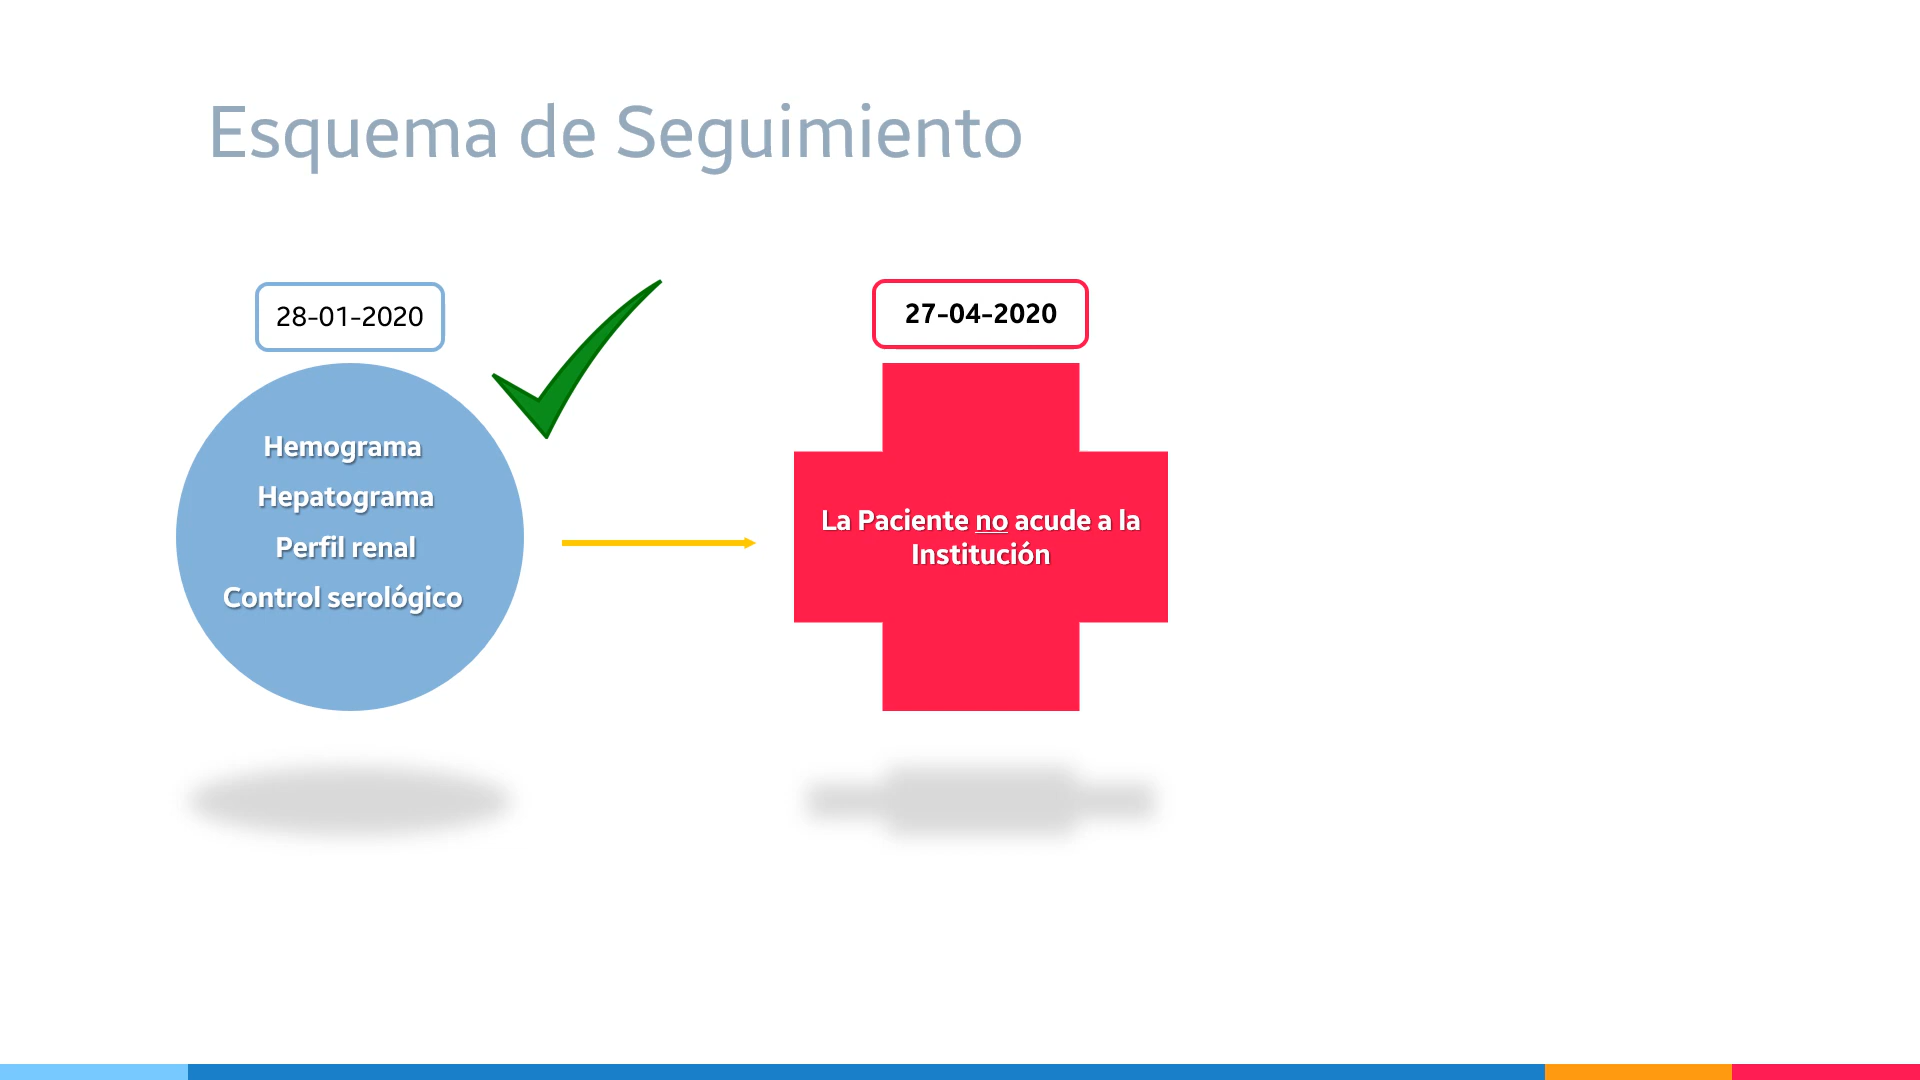 Esquema de Seguimiento
28-01-2020
Hemograma
Hepatograma
Perfil renal
Control serológico
27-04-2020
La Paciente no acude a la
Institución